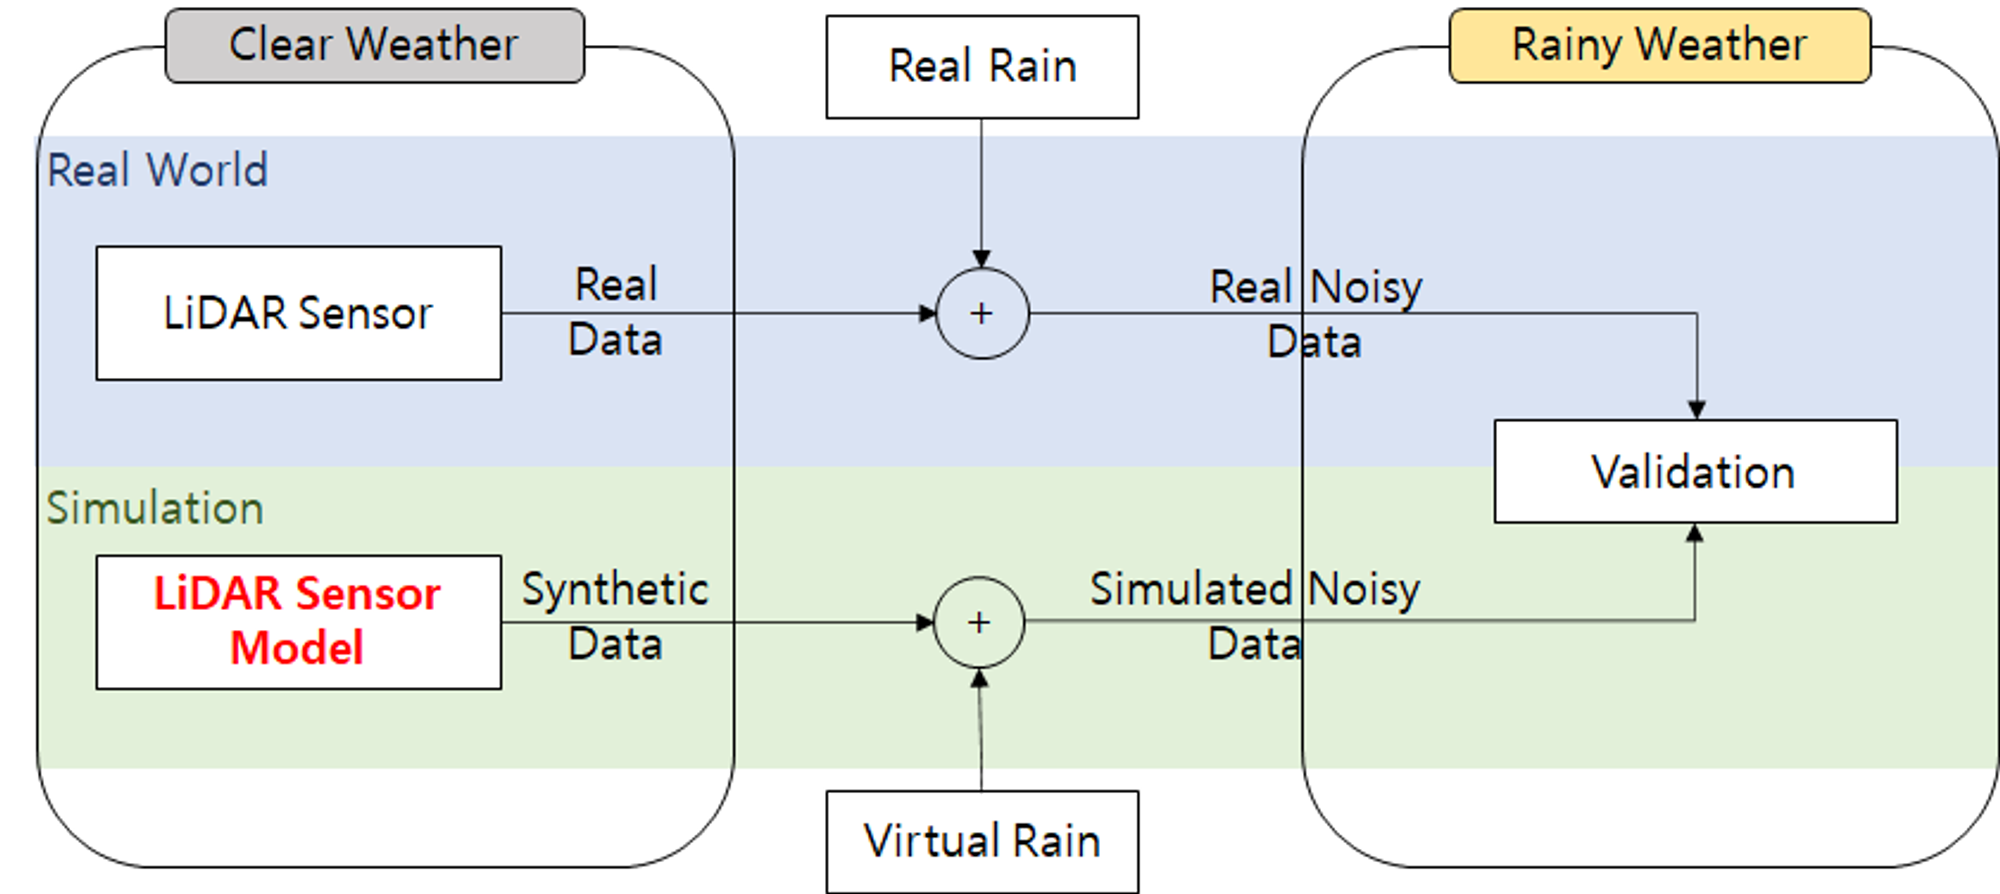 Clear Weather
Real Rain
Rainy Weather
Real World
LiDAR Sensor
Real
Data
+
Real Noisy
Data
Validation
Simulation
LiDAR Sensor
Model
Synthetic
Data
+
Simulated Noisy
Data
Virtual Rain